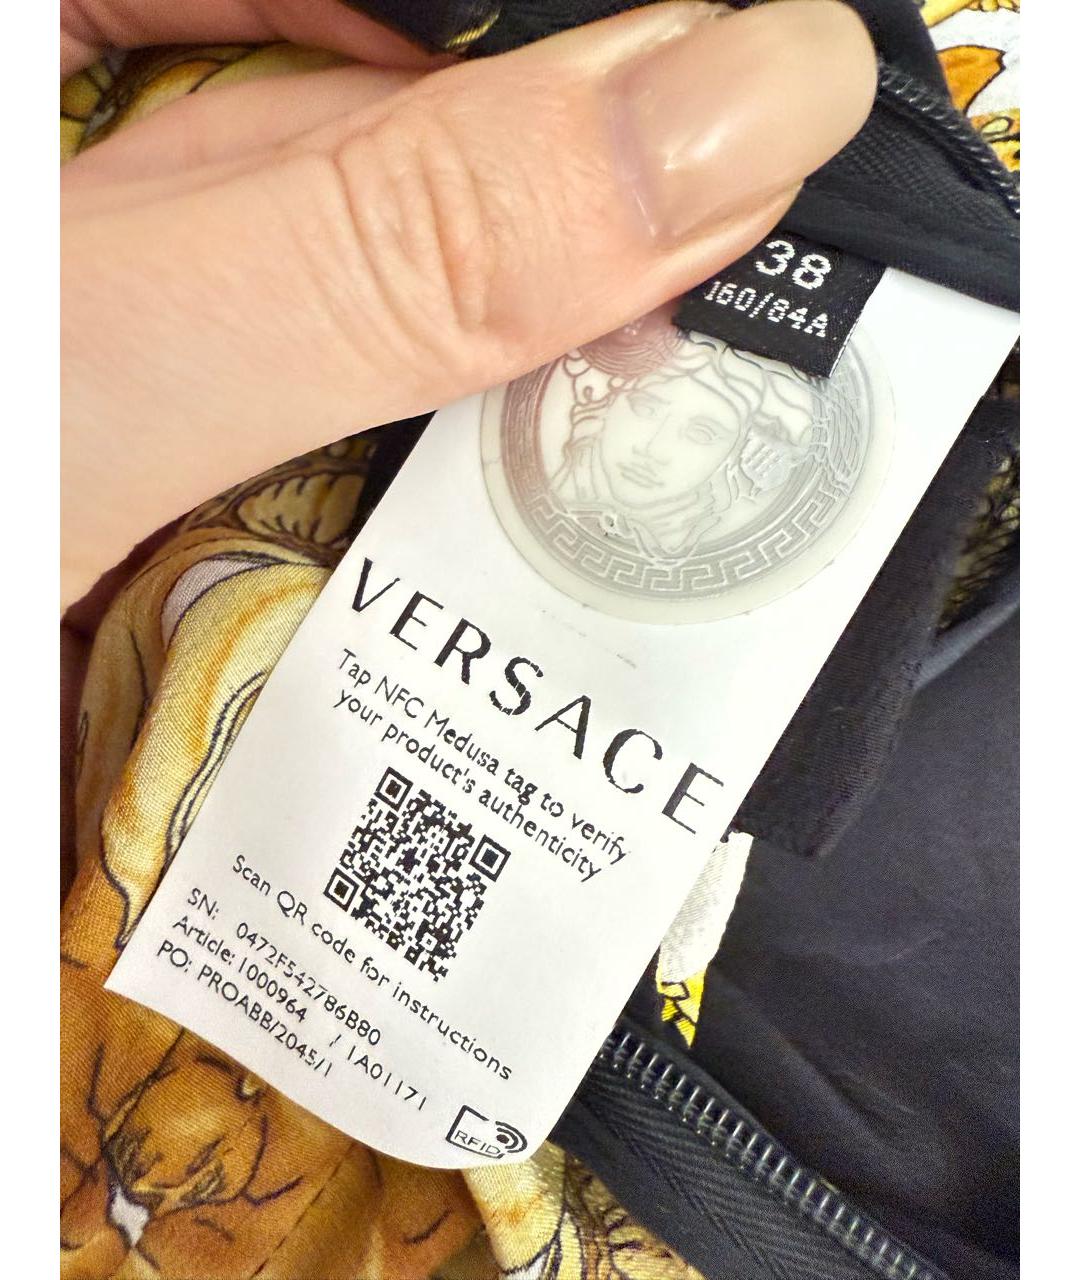 38
160/84A
VERSACE
Tap NFC Medusa tag to verify
your product's authenticity
Scan QR code for instructions
SN: 0472F542786B80
Article: 1000964 / 1A01171
PO: PROABB/2045/1
RFID